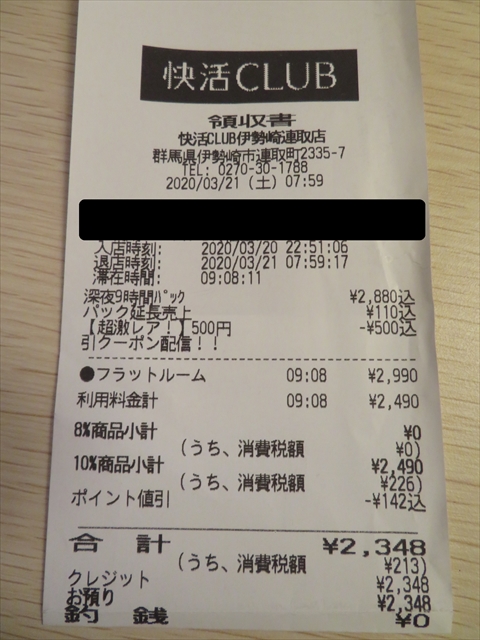 快活CLUB
領収書
快活CLUB伊勢崎連取店
群馬県伊勢崎市連取町2335-7
TEL: 0270-30-1788
2020/03/21 (土) 07:59
入店時刻: 2020/03/20 22:51:06
退店時刻: 2020/03/21 07:59:17
滞在時間: 09:08:11
深夜9時間ﾊﾟｯｸ ¥2,880込
パック延長売上 ¥110込
【超激レア!】500円 -¥500込
引クーポン配信!!
●フラットルーム 09:08 ¥2,990
利用料金計 09:08 ¥2,490
8%商品小計 ¥0
(うち、消費税額 ¥0)
10%商品小計 ¥2,490
(うち、消費税額 ¥226)
ポイント値引 -¥142込
合計 ¥2,348
(うち、消費税額 ¥213)
クレジット ¥2,348
お預り ¥2,348
釣銭 ¥0